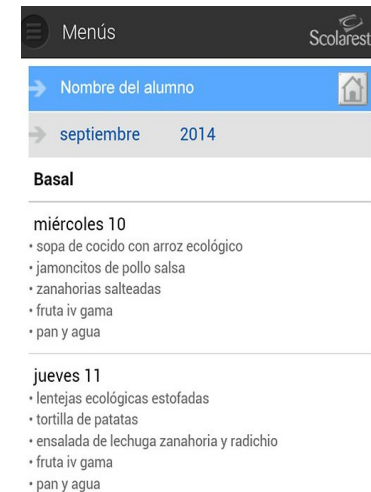 Menús
Scolarest
Nombre del alumno
septiembre 2014
Basal
miércoles 10
• sopa de cocido con arroz ecológico
• jamoncitos de pollo salsa
• zanahorias salteadas
• fruta iv gama
• pan y agua
jueves 11
• lentejas ecológicas estofadas
• tortilla de patatas
• ensalada de lechuga zanahoria y radichio
• fruta iv gama
• pan y agua